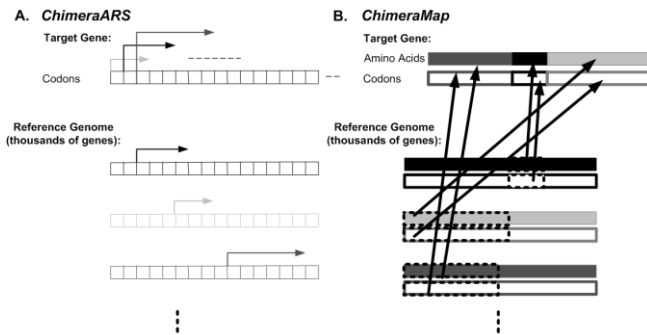 A. ChimeraARS
Target Gene:
Codons
Reference Genome
(thousands of genes):
B. ChimeraMap
Target Gene:
Amino Acids
Codons
Reference Genome
(thousands of genes):